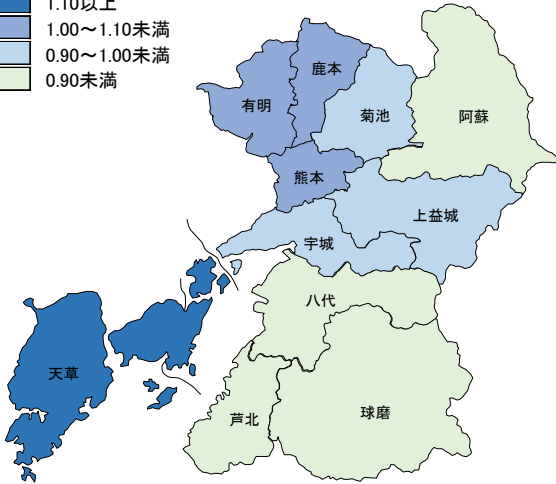 1.10以上
1.00～1.10未満
0.90～1.00未満
0.90未満
鹿本
有明
菊池
阿蘇
熊本
上益城
宇城
八代
天草
芦北
球磨